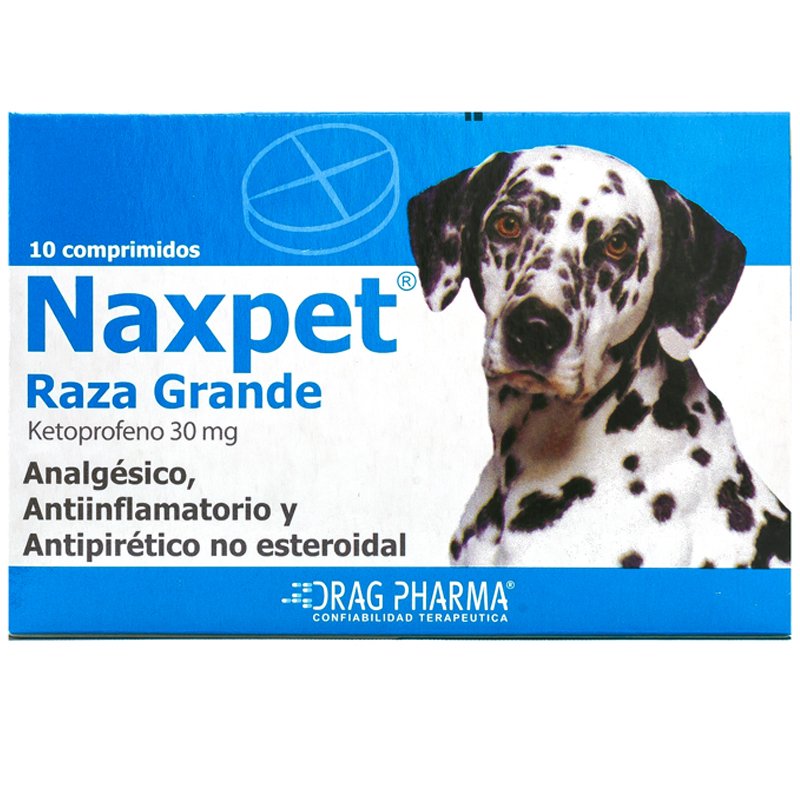 10 comprimidos
Naxpet®
Raza Grande
Ketoprofeno 30 mg
Analgésico,
Antiinflamatorio y
Antipirético no esteroidal
DRAG PHARMA®
CONFIABILIDAD TERAPEUTICA